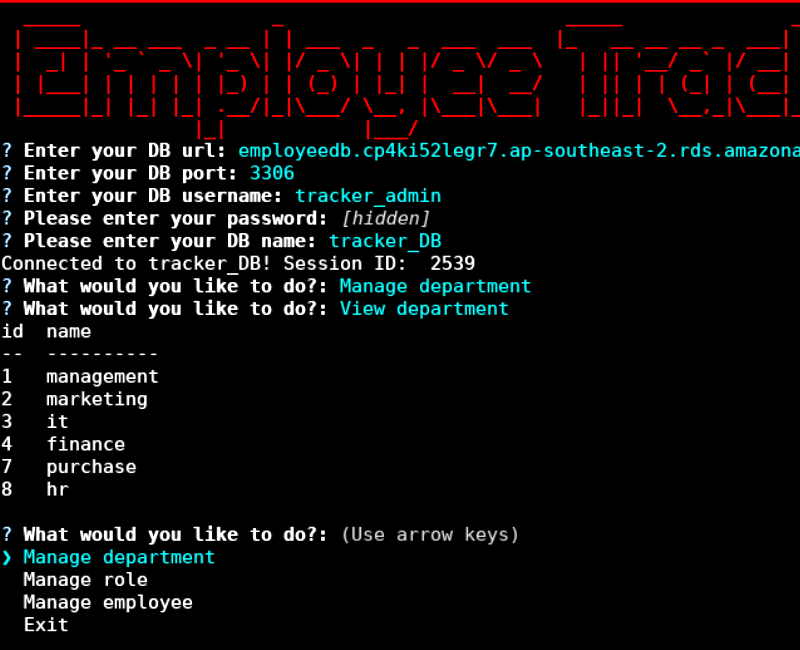 Employee Trac
? Enter your DB url: employeedb.cp4ki52legr7.ap-southeast-2.rds.amazona
? Enter your DB port: 3306
? Enter your DB username: tracker_admin
? Please enter your password: [hidden]
? Please enter your DB name: tracker_DB
Connected to tracker_DB! Session ID:  2539
? What would you like to do?: Manage department
? What would you like to do?: View department
id  name
--  ----------
1   management
2   marketing
3   it
4   finance
7   purchase
8   hr
? What would you like to do?: (Use arrow keys)
❯ Manage department
  Manage role
  Manage employee
  Exit